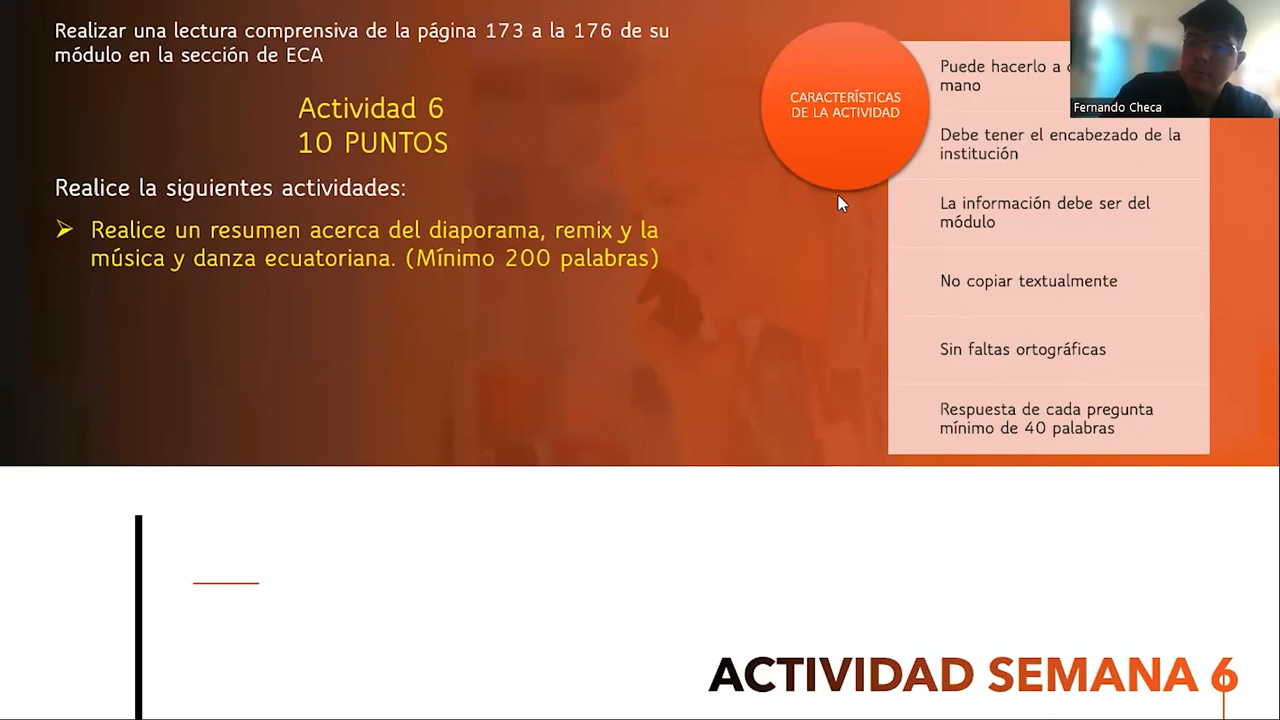 Realizar una lectura comprensiva de la página 173 a la 176 de su
módulo en la sección de ECA
Actividad 6
10 PUNTOS
Realice la siguientes actividades:
Realice un resumen acerca del diaporama, remix y la
música y danza ecuatoriana. (Mínimo 200 palabras)
CARACTERÍSTICAS
DE LA ACTIVIDAD
Puede hacerlo a
mano
Fernando Checa
Debe tener el encabezado de la
institución
La información debe ser del
módulo
No copiar textualmente
Sin faltas ortográficas
Respuesta de cada pregunta
mínimo de 40 palabras
ACTIVIDAD SEMANA 6